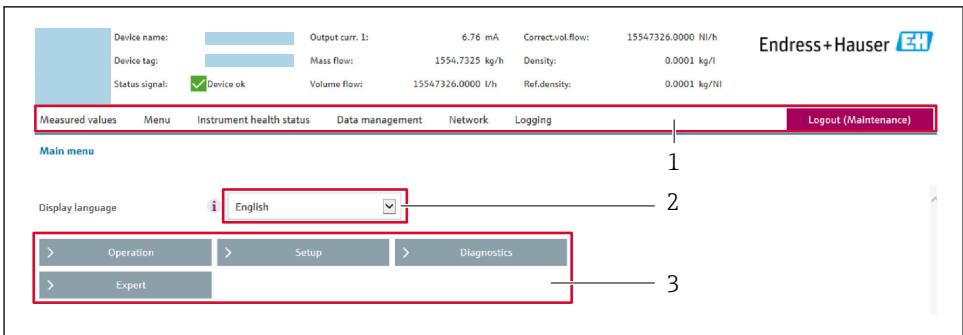 Device name: Output curr. 1: 6.76 mA Correct.vol.flow: 15547326.0000 Nl/h
Endress+Hauser EH
Device tag: Mass flow: 1554.7325 kg/h Density: 0.0001 kg/l
Status signal: Device ok Volume flow: 15547326.0000 l/h Ref.density: 0.0001 kg/Nl
Measured values Menu Instrument health status Data management Network Logging Logout (Maintenance)
1
Main menu
Display language i English 2
> Operation > Setup > Diagnostics
> Expert 3